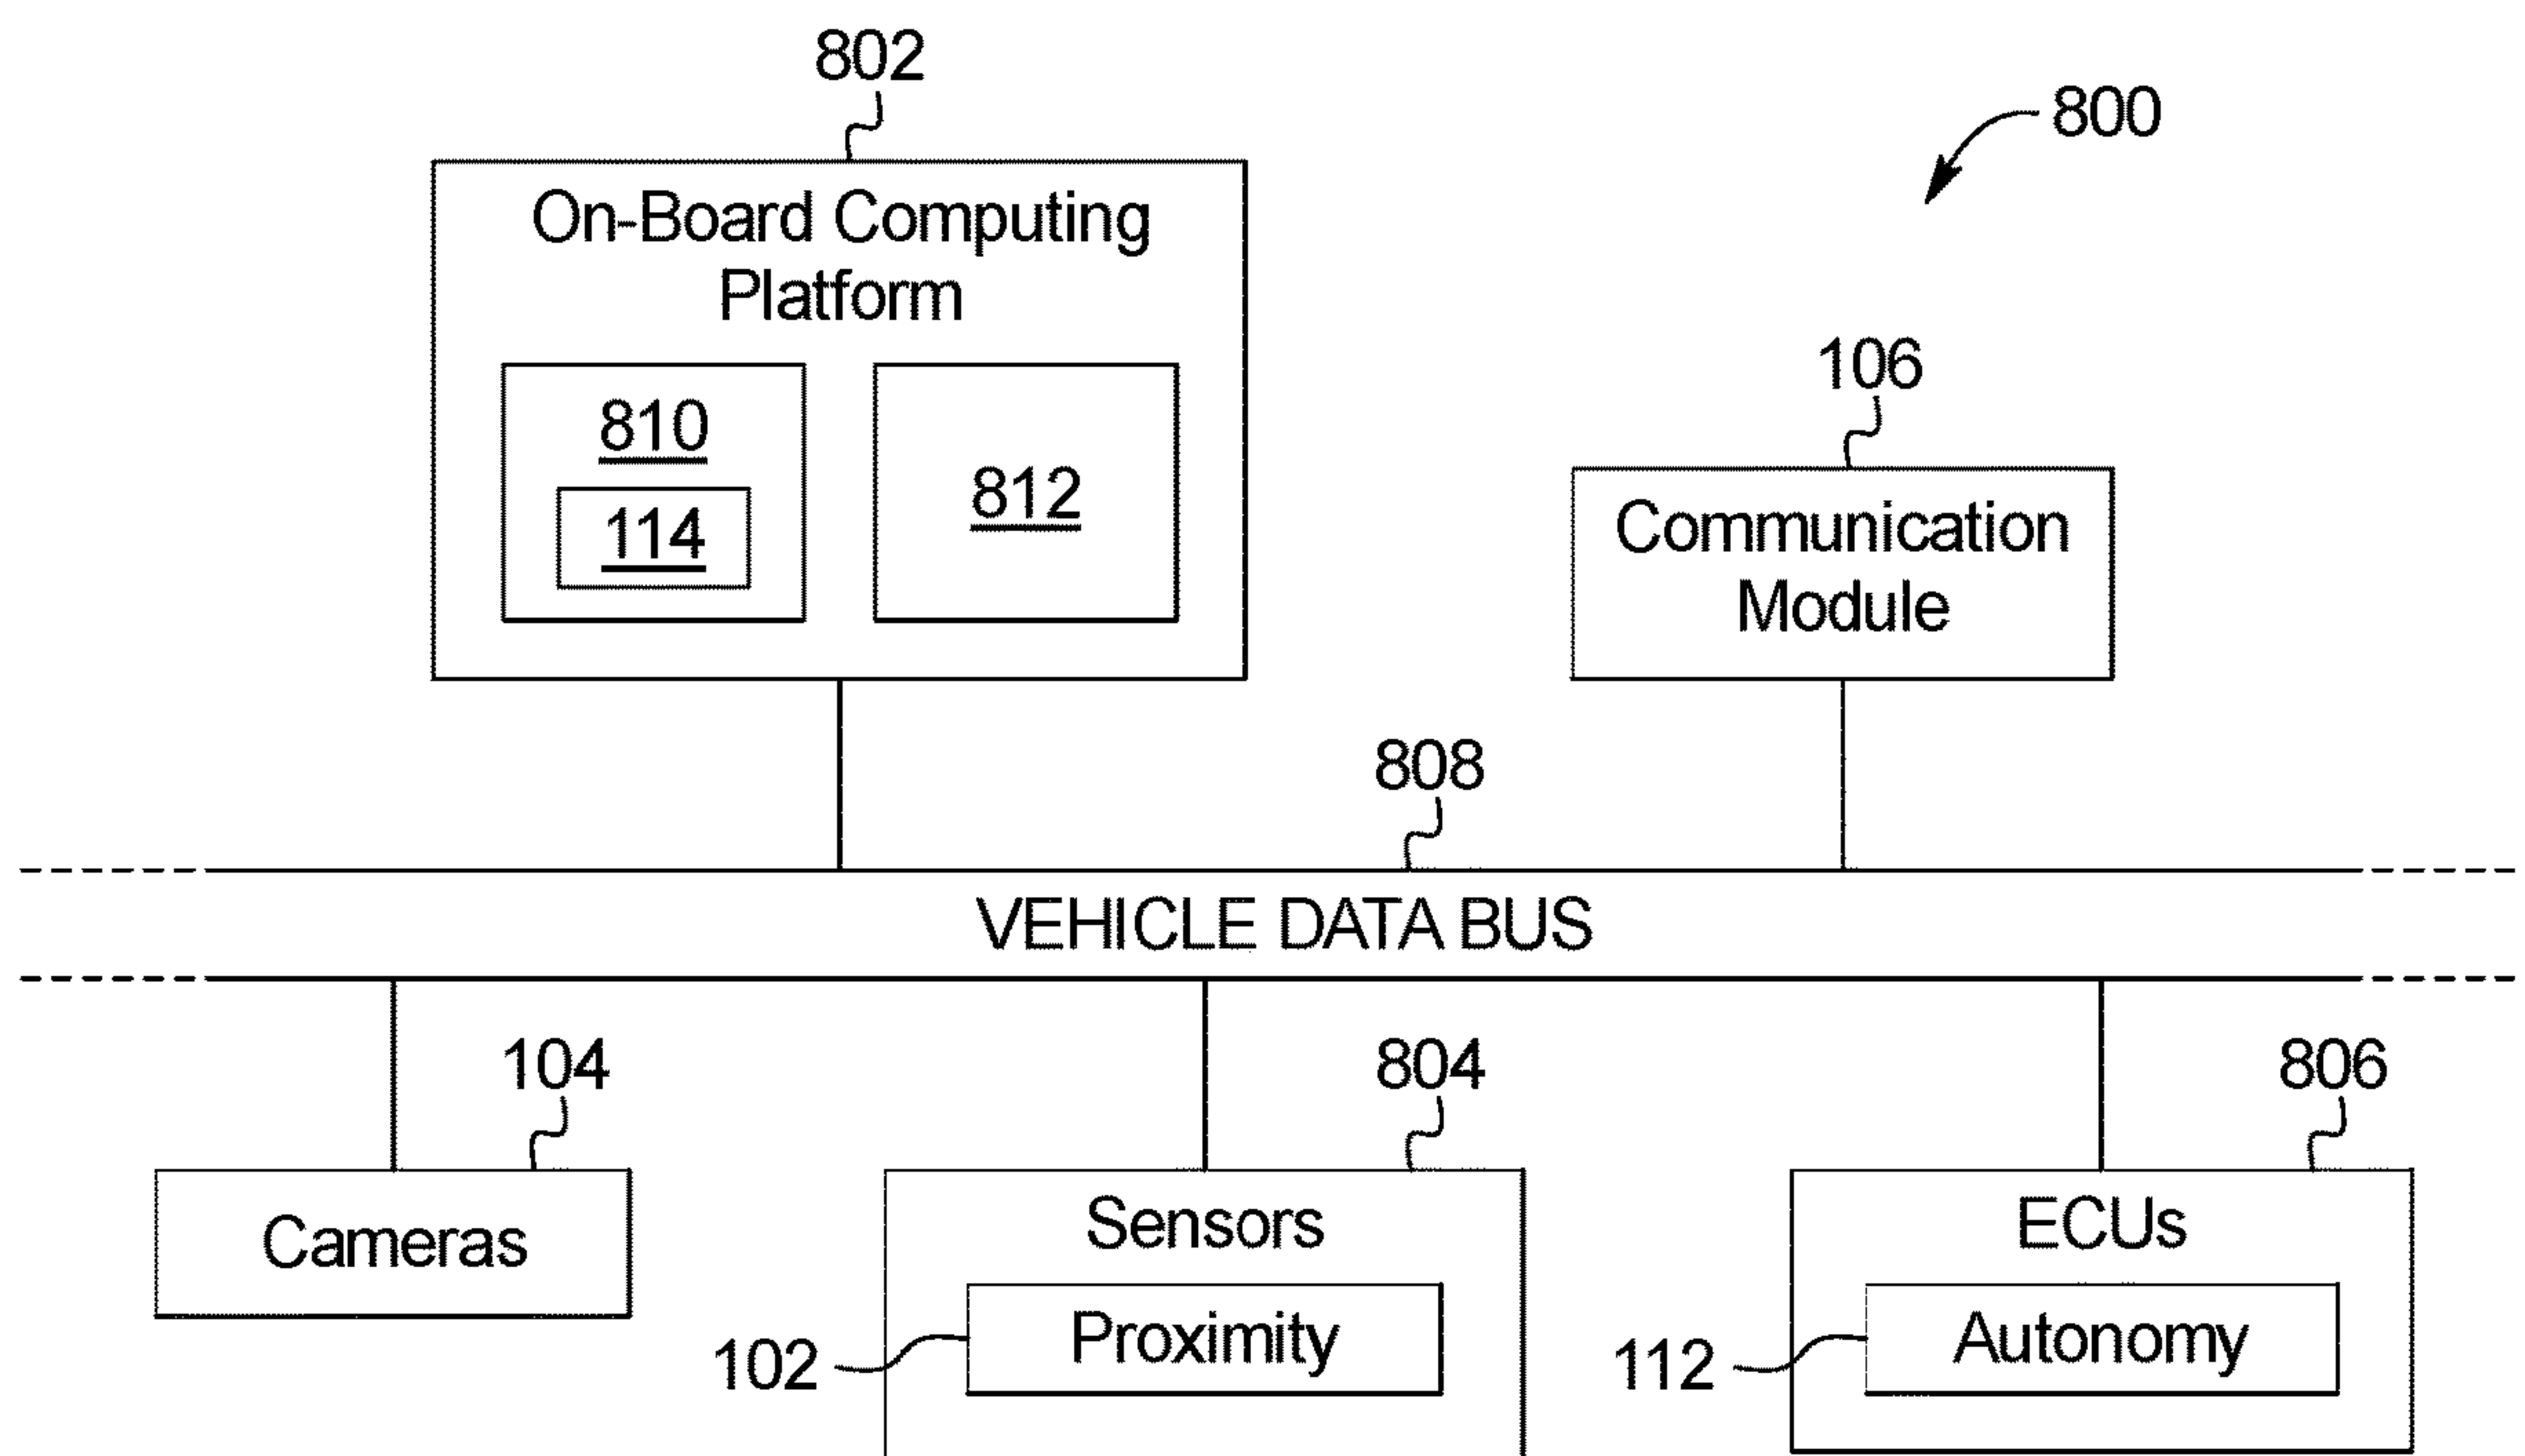 802
800
On-Board Computing
Platform
106
810
114
812
Communication
Module
808
VEHICLE DATA BUS
104
804
806
Cameras
Sensors
ECUs
Proximity
Autonomy
102
112